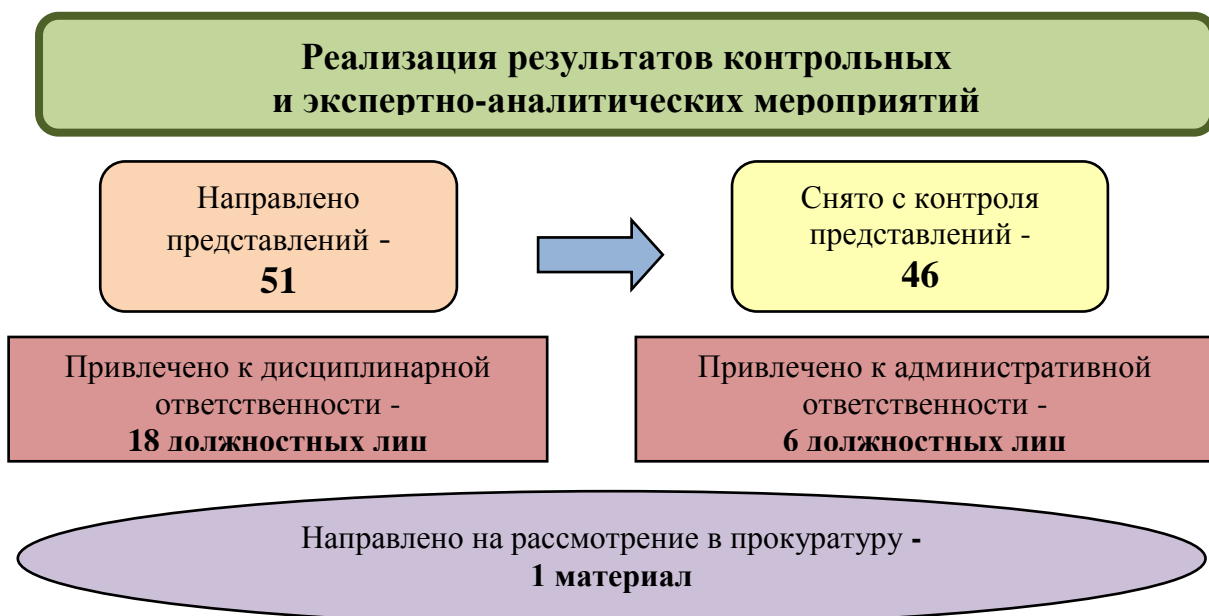 Реализация результатов контрольных
и экспертно-аналитических мероприятий
Направлено
представлений -
51
Снято с контроля
представлений -
46
Привлечено к дисциплинарной
ответственности -
18 должностных лиц
Привлечено к административной
ответственности -
6 должностных лиц
Направлено на рассмотрение в прокуратуру -
1 материал